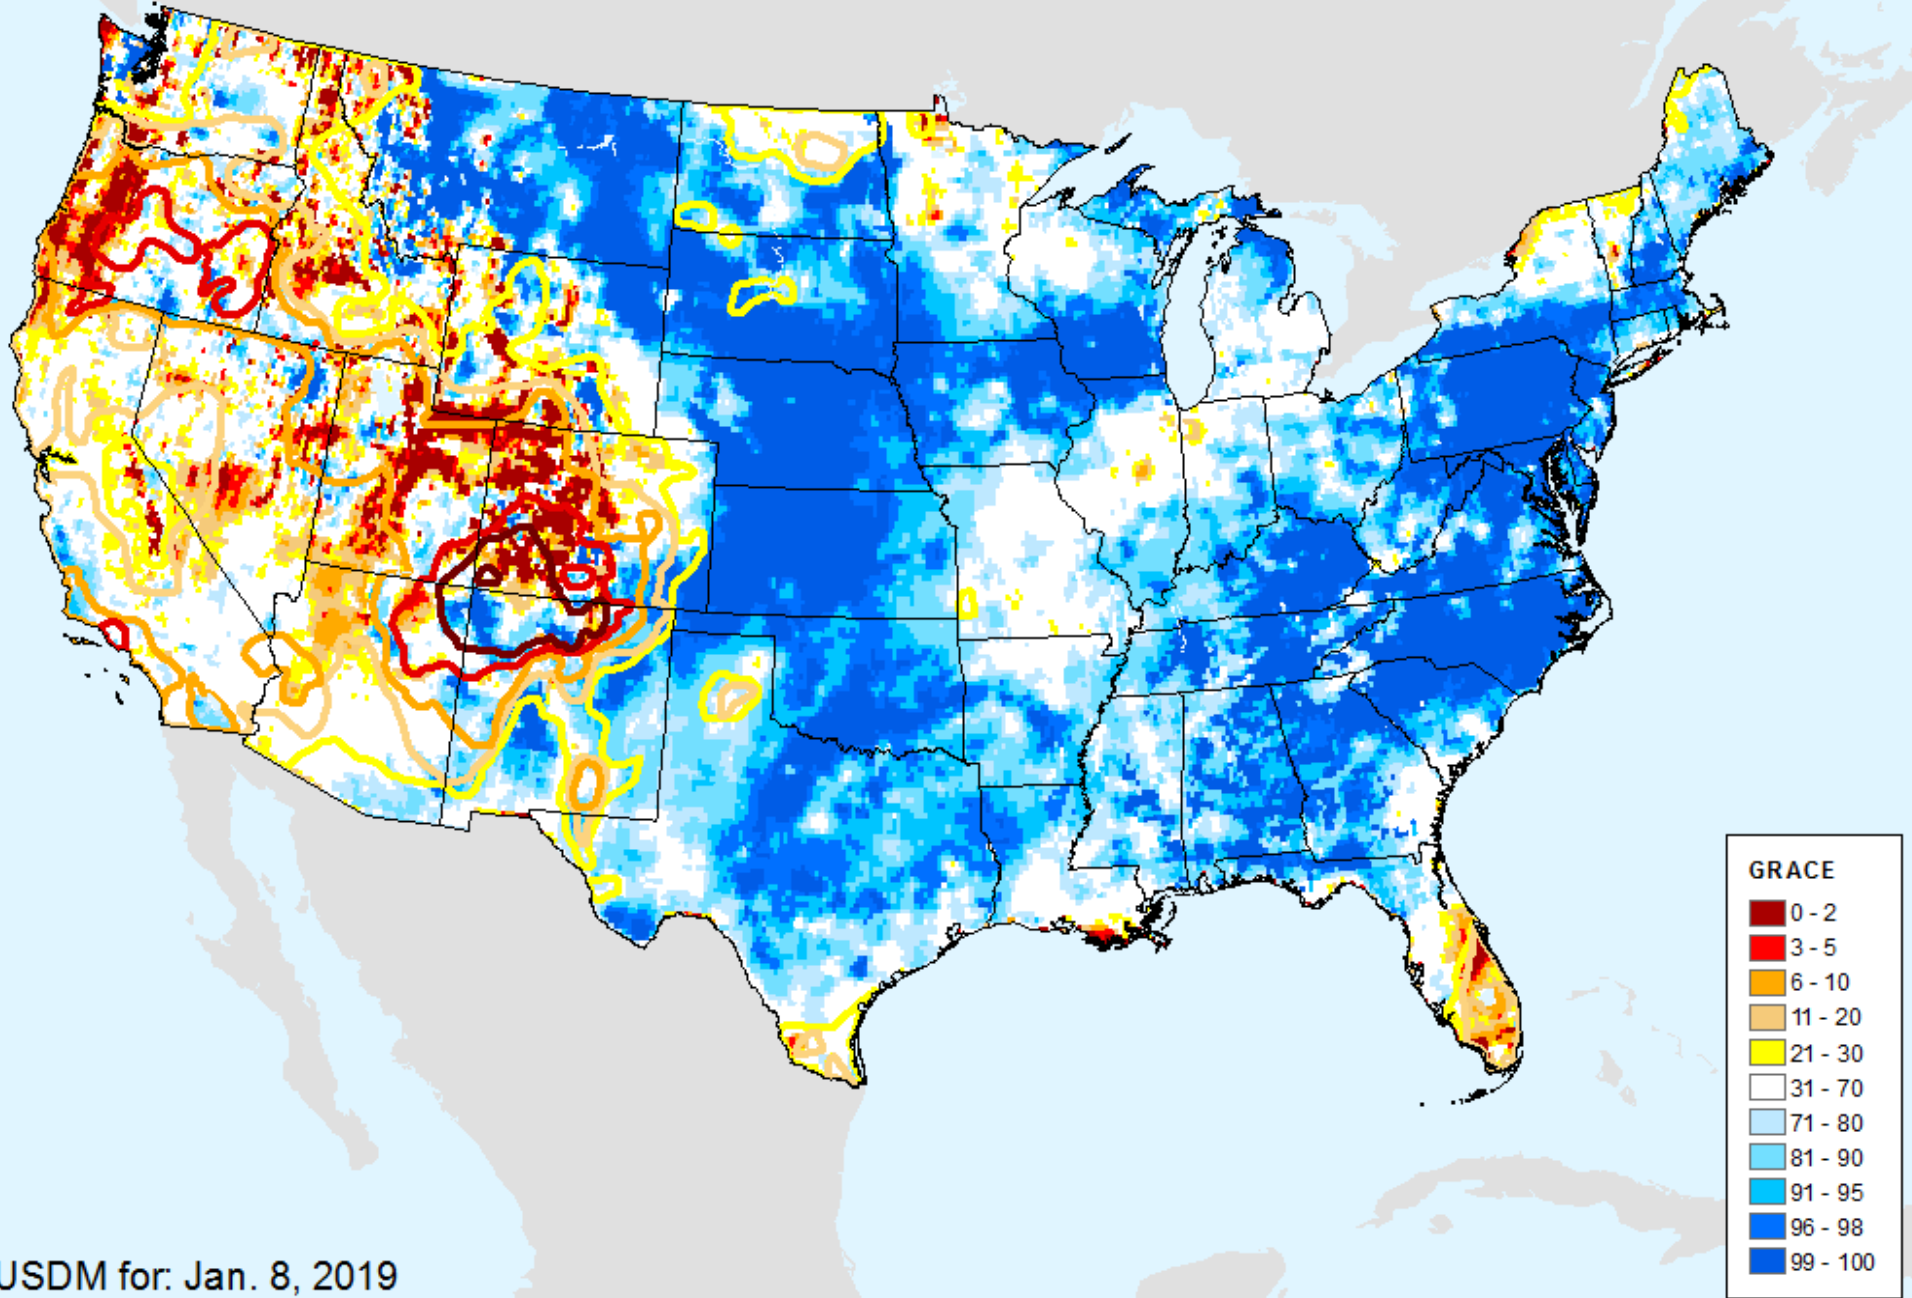 GRACE
0 - 2
3 - 5
6 - 10
11 - 20
21 - 30
31 - 70
71 - 80
81 - 90
91 - 95
96 - 98
99 - 100
USDM for: Jan. 8, 2019